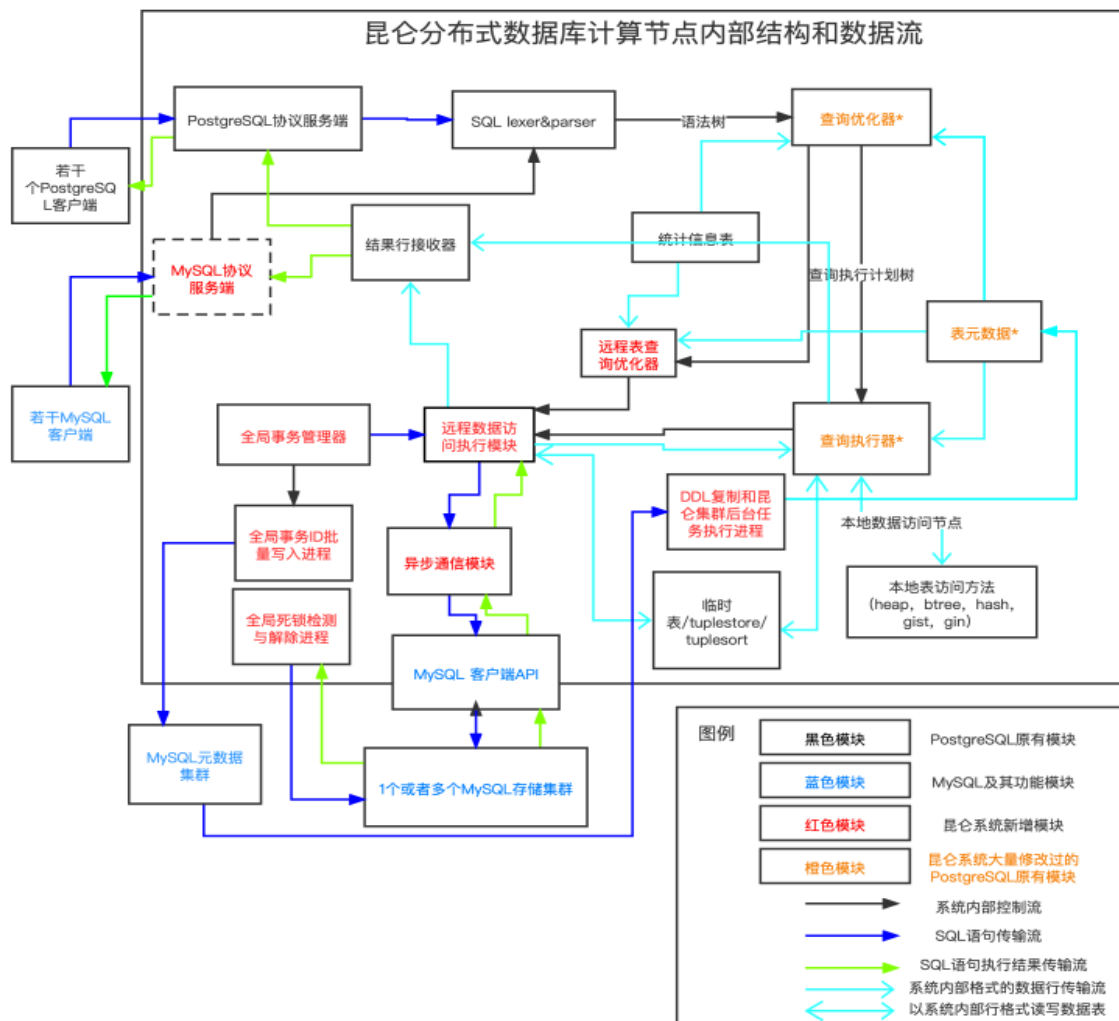 昆仑分布式数据库计算节点内部结构和数据流
PostgreSQL协议服务端
SQL lexer&parser
语法树
查询优化器*
若干
个PostgreSQ
L客户端
结果行接收器
统计信息表
MySQL协议
服务端
查询执行计划树
远程表查
询优化器
表元数据*
若干MySQL
客户端
全局事务管理器
远程数据访
问执行模块
查询执行器*
DDL复制和昆
仑集群后台任
务执行进程
本地数据访问节点
全局事务ID批
量写入进程
异步通信模块
本地表访问方法
(heap, btree, hash,
gist, gin)
全局死锁检测
与解除进程
临时
表/tuplestore/
tuplesort
MySQL 客户端API
MySQL元数据
集群
1个或者多个MySQL存储集群
图例
黑色模块
PostgreSQL原有模块
蓝色模块
MySQL及其功能模块
红色模块
昆仑系统新增模块
橙色模块
昆仑系统大量修改过的
PostgreSQL原有模块
系统内部控制流
SQL语句传输流
SQL语句执行结果传输流
系统内部格式的数据行传输流
以系统内部行格式读写数据表